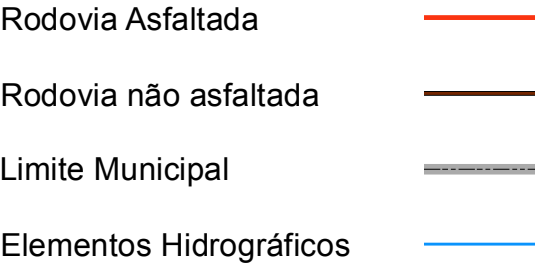 Rodovia Asfaltada
Rodovia não asfaltada
Limite Municipal
Elementos Hidrográficos